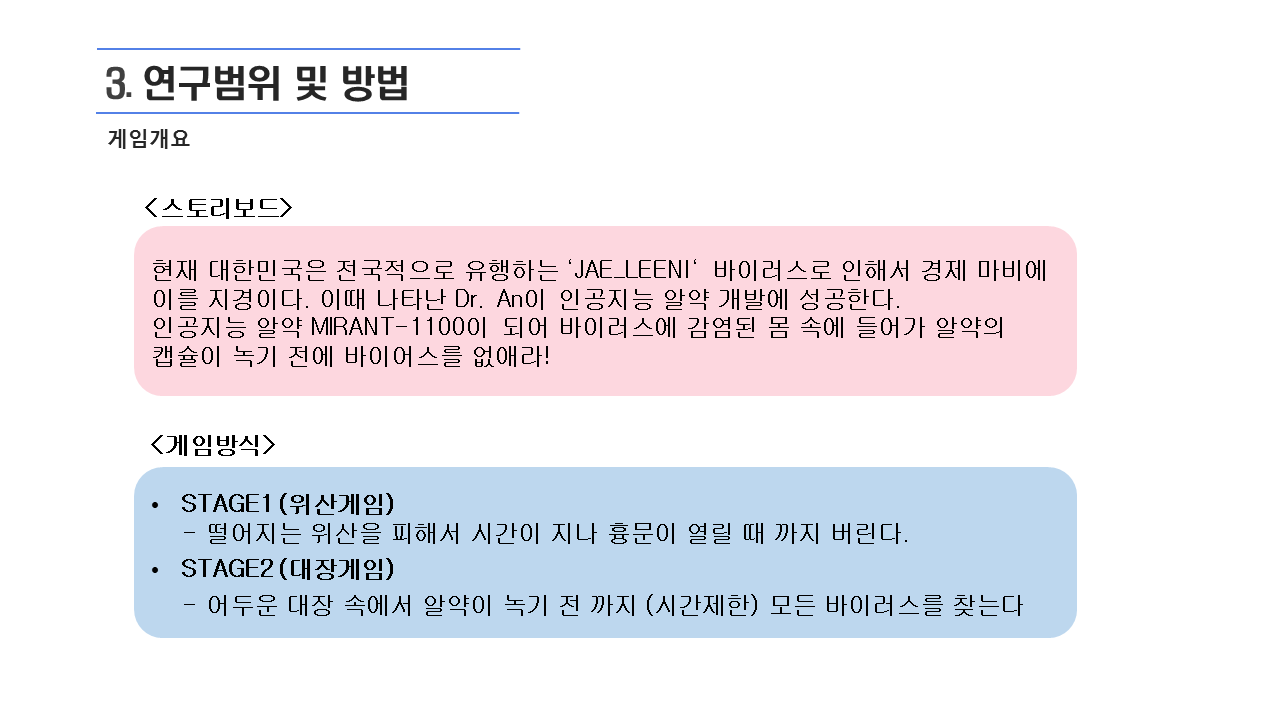 3. 연구범위 및 방법
게임개요
<스토리보드>
현재 대한민국은 전국적으로 유행하는 ‘JAE_LEENI‘ 바이러스로 인해서 경제 마비에
이를 지경이다. 이때 나타난 Dr. An이 인공지능 알약 개발에 성공한다.
인공지능 알약 MIRANT-1100이 되어 바이러스에 감염된 몸 속에 들어가 알약의
캡슐이 녹기 전에 바이어스를 없애라!
<게임방식>
• STAGE1(위산게임)
- 떨어지는 위산을 피해서 시간이 지나 흉문이 열릴 때 까지 버린다.
• STAGE2(대장게임)
- 어두운 대장 속에서 알약이 녹기 전 까지 (시간제한) 모든 바이러스를 찾는다